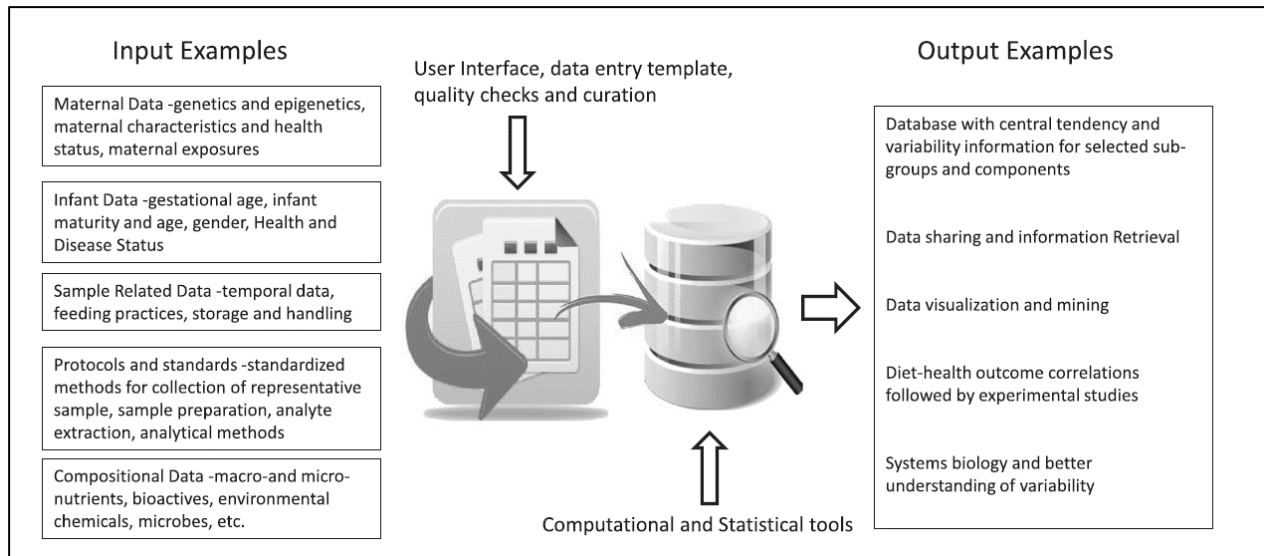 Input Examples
Maternal Data -genetics and epigenetics,
maternal characteristics and health
status, maternal exposures
Infant Data -gestational age, infant
maturity and age, gender, Health and
Disease Status
Sample Related Data -temporal data,
feeding practices, storage and handling
Protocols and standards -standardized
methods for collection of representative
sample, sample preparation, analyte
extraction, analytical methods
Compositional Data -macro-and micro-
nutrients, bioactives, environmental
chemicals, microbes, etc.
User Interface, data entry template,
quality checks and curation
Computational and Statistical tools
Output Examples
Database with central tendency and
variability information for selected sub-
groups and components
Data sharing and information Retrieval
Data visualization and mining
Diet-health outcome correlations
followed by experimental studies
Systems biology and better
understanding of variability